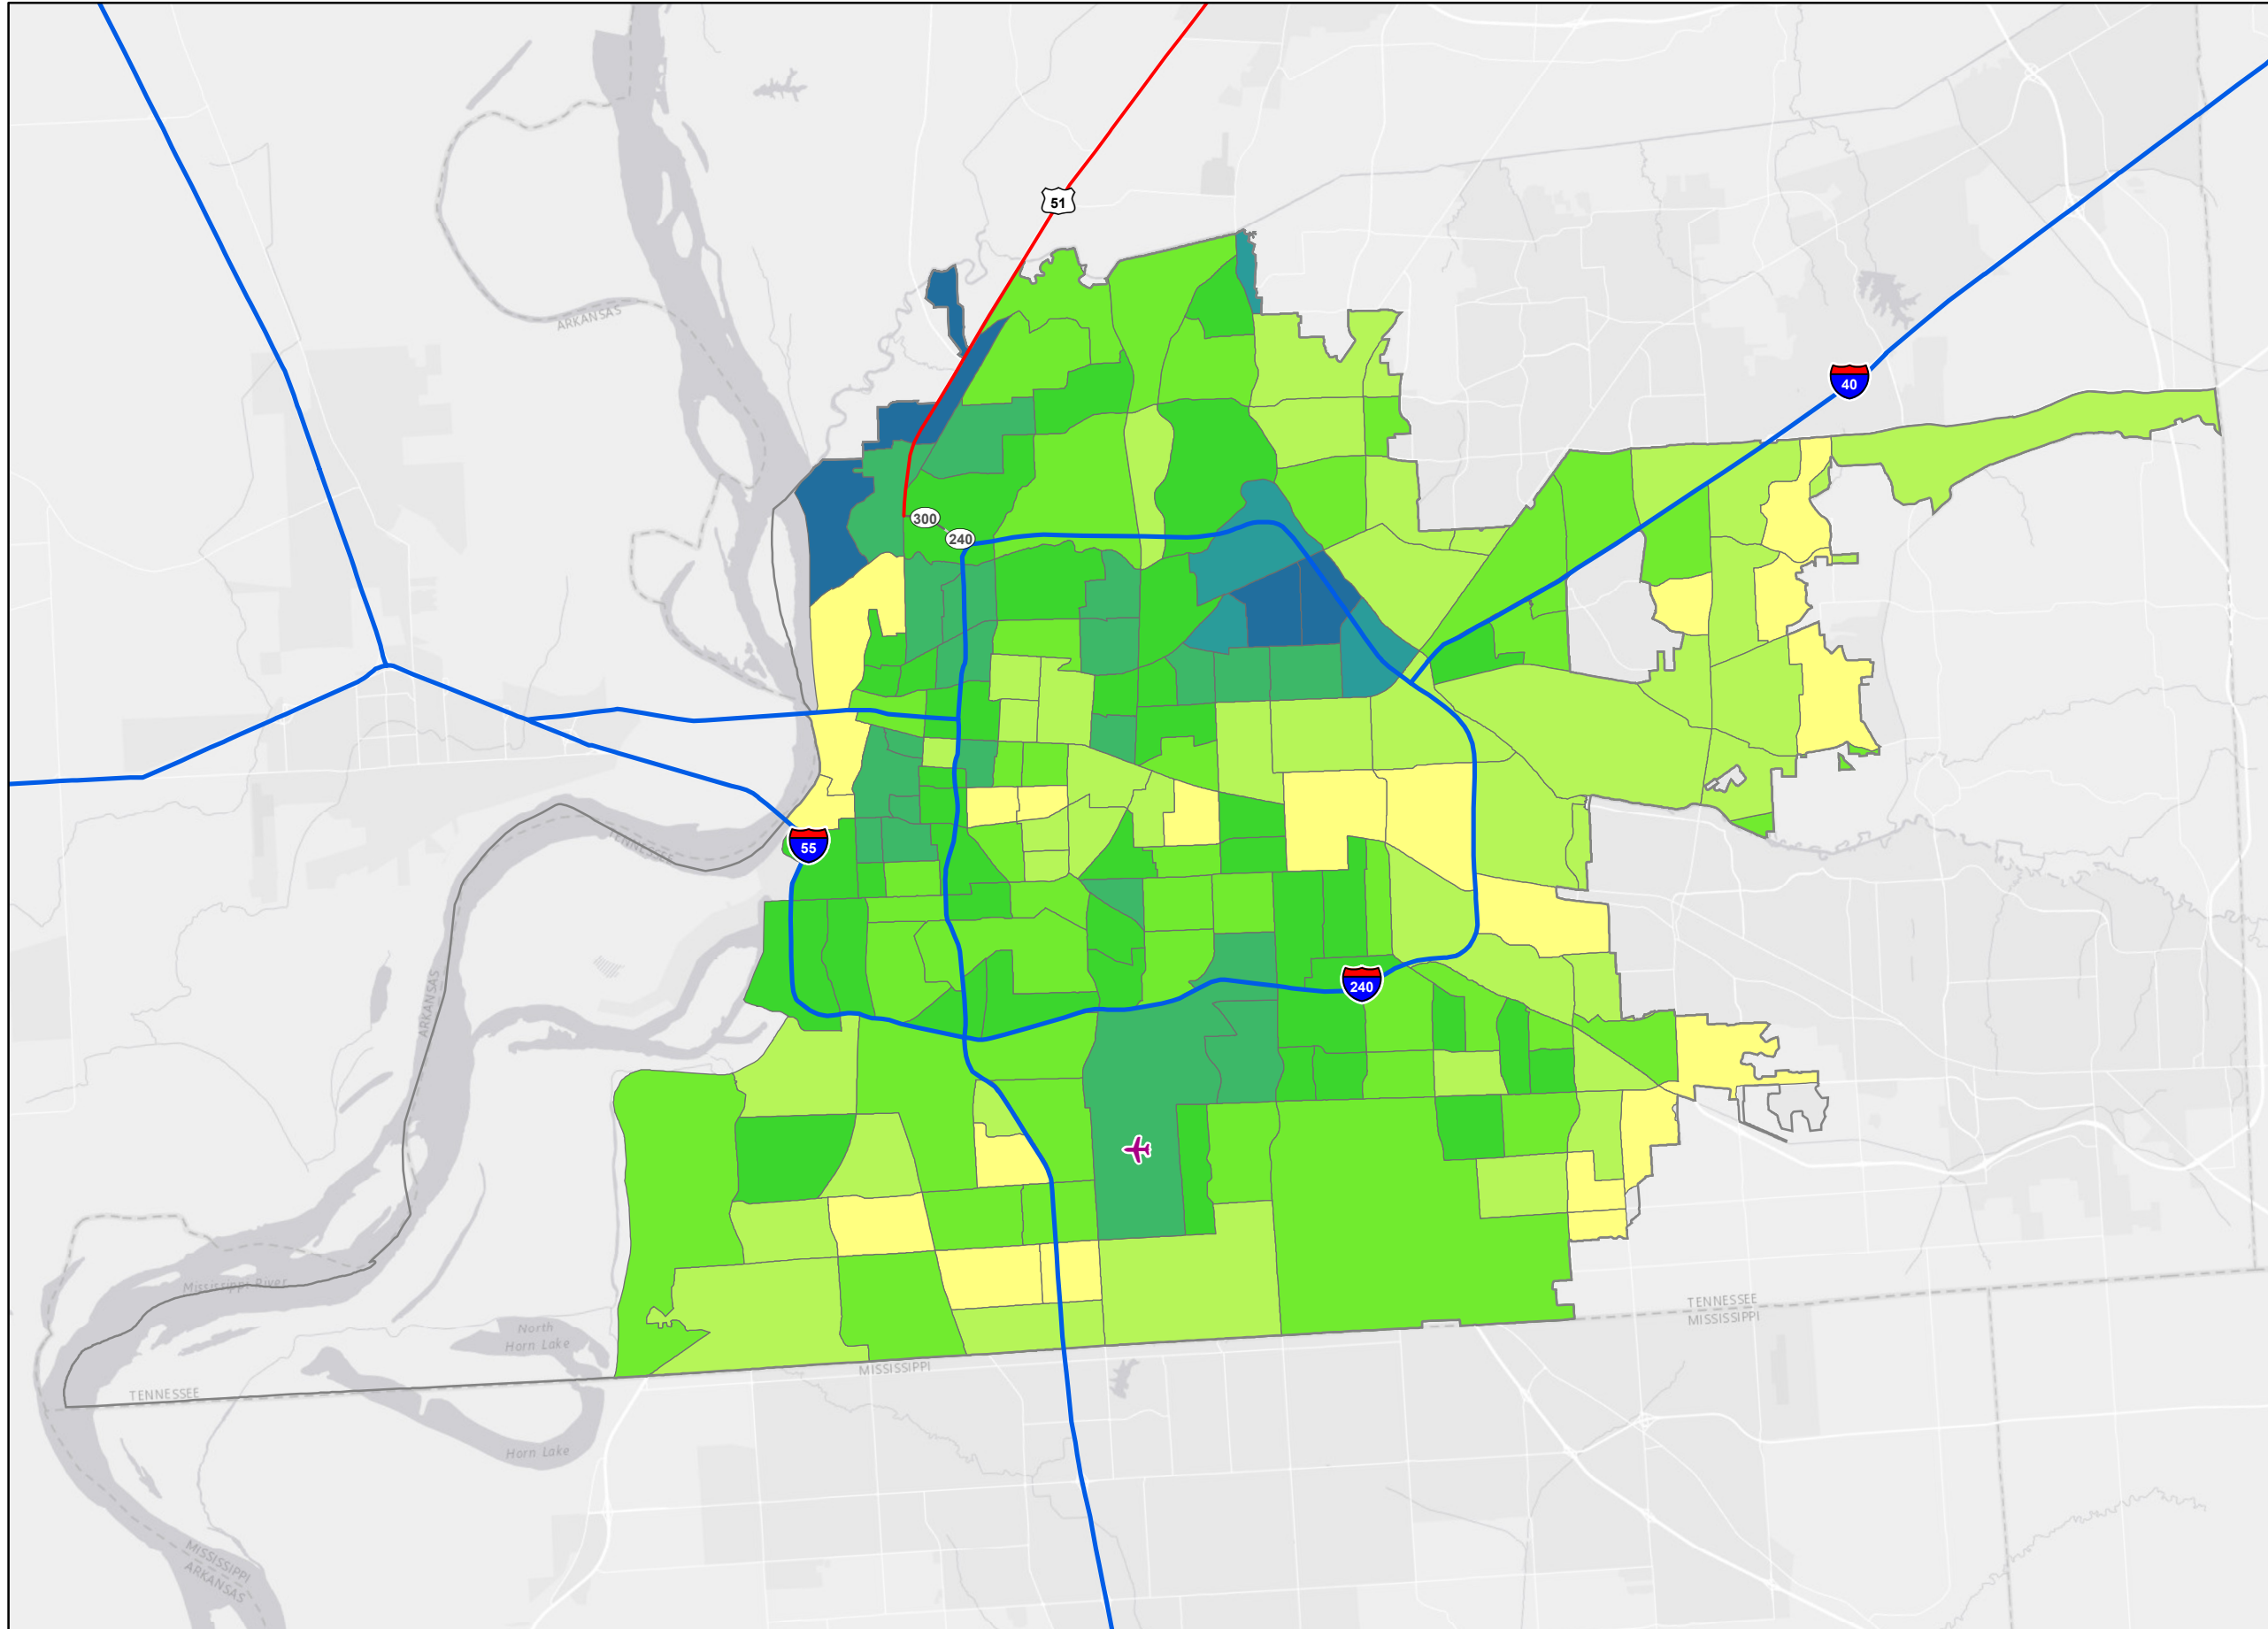 51
ARKANSAS
40
300
240
TENNESSEE
55
ARKANSAS
240
Mississippi River
North
Horn Lake
TENNESSEE
MISSISSIPPI
MISSISSIPPI
TENNESSEE
Horn Lake
MISSISSIPPI
ARKANSAS